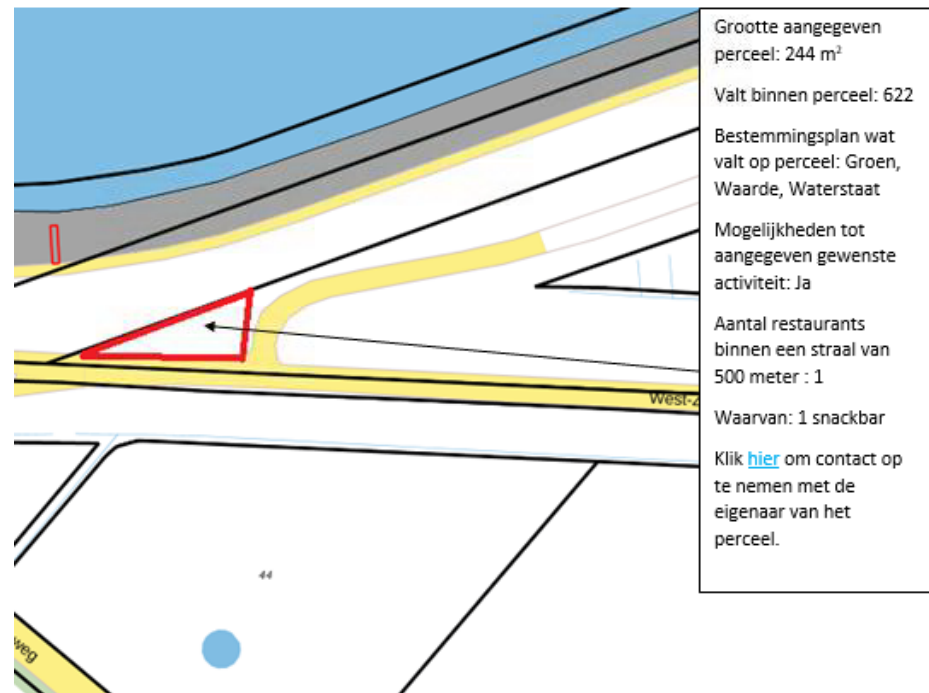 Grootte aangegeven
perceel: 244 m²
Valt binnen perceel: 622
Bestemmingsplan wat
valt op perceel: Groen,
Waarde, Waterstaat
Mogelijkheden tot
aangegeven gewenste
activiteit: Ja
Aantal restaurants
binnen een straal van
500 meter : 1
Waarvan: 1 snackbar
Klik hier om contact op
te nemen met de
eigenaar van het
perceel.
West-Z
44
weg